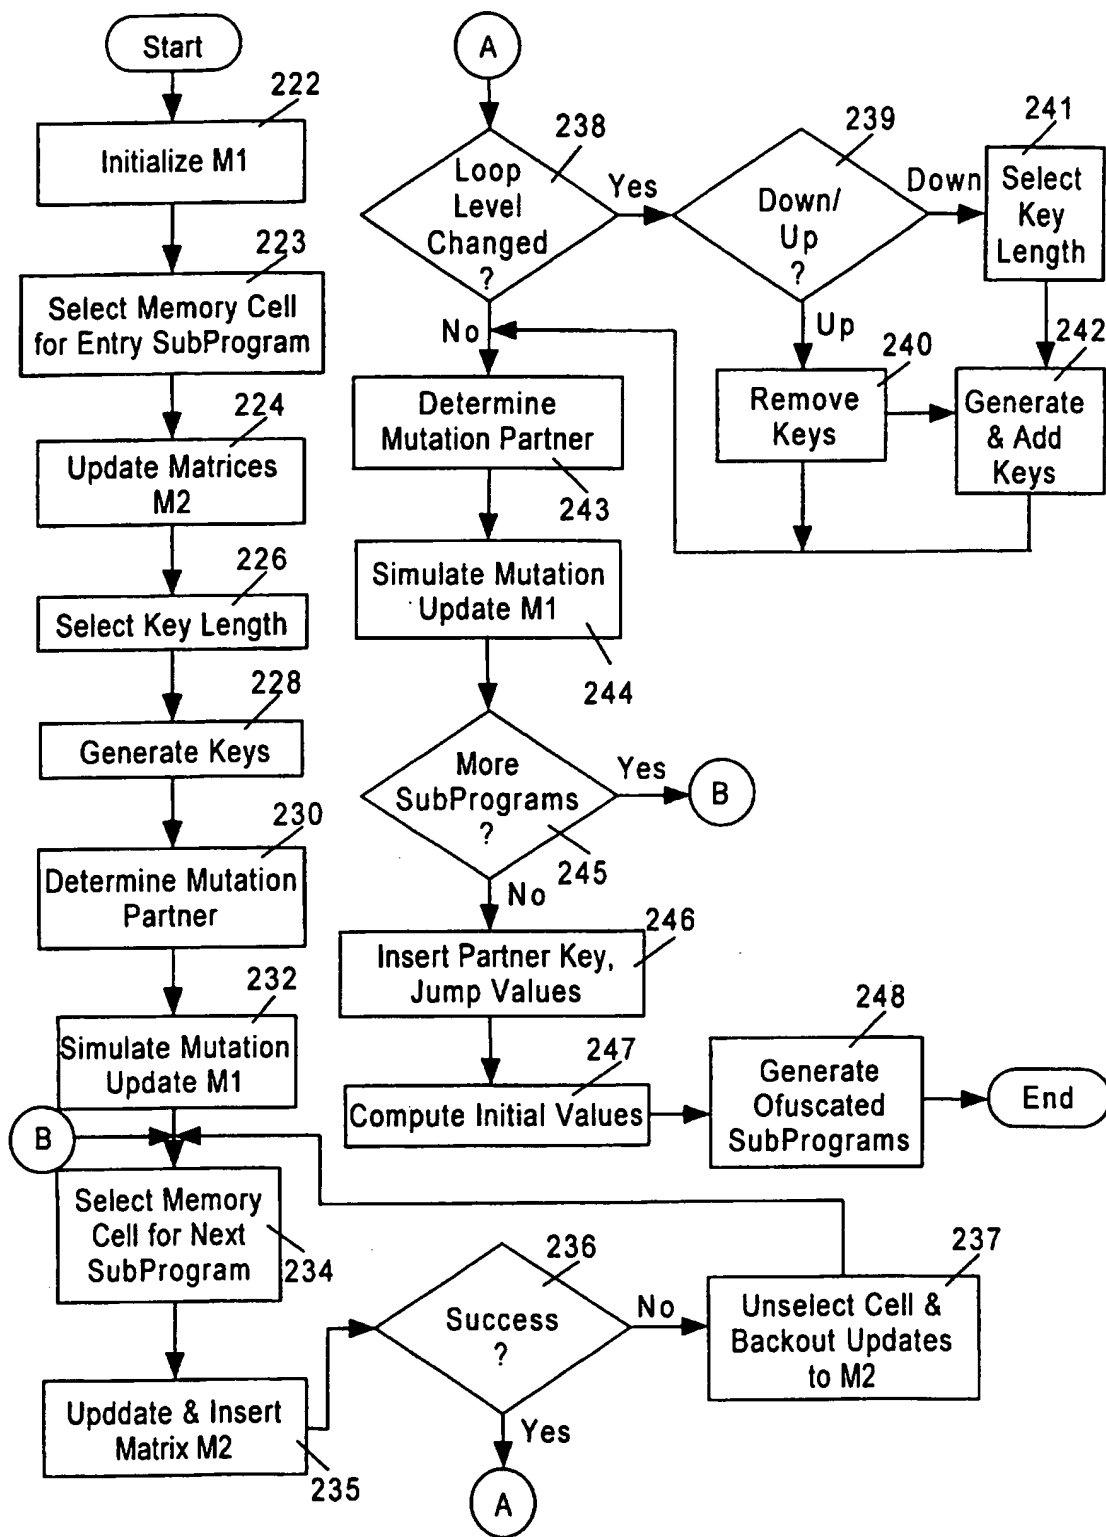 Start
222
Initialize M1
223
Select Memory Cell
for Entry SubProgram
224
Update Matrices
M2
226
Select Key Length
228
Generate Keys
230
Determine Mutation
Partner
232
Simulate Mutation
Update M1
B
Select Memory
Cell for Next
SubProgram
234
Upddate & Insert
Matrix M2
235
236
Success
?
No
Yes
A
237
Unselect Cell &
Backout Updates
to M2
A
238
Loop
Level
Changed
?
Yes
No
239
Down/
Up
?
Down
Up
241
Select
Key
Length
240
Remove
Keys
242
Generate
& Add
Keys
Determine
Mutation Partner
243
Simulate Mutation
Update M1
244
More
SubPrograms
?
245
Yes
B
No
246
Insert Partner Key,
Jump Values
247
Compute Initial Values
248
Generate
Ofuscated
SubPrograms
End